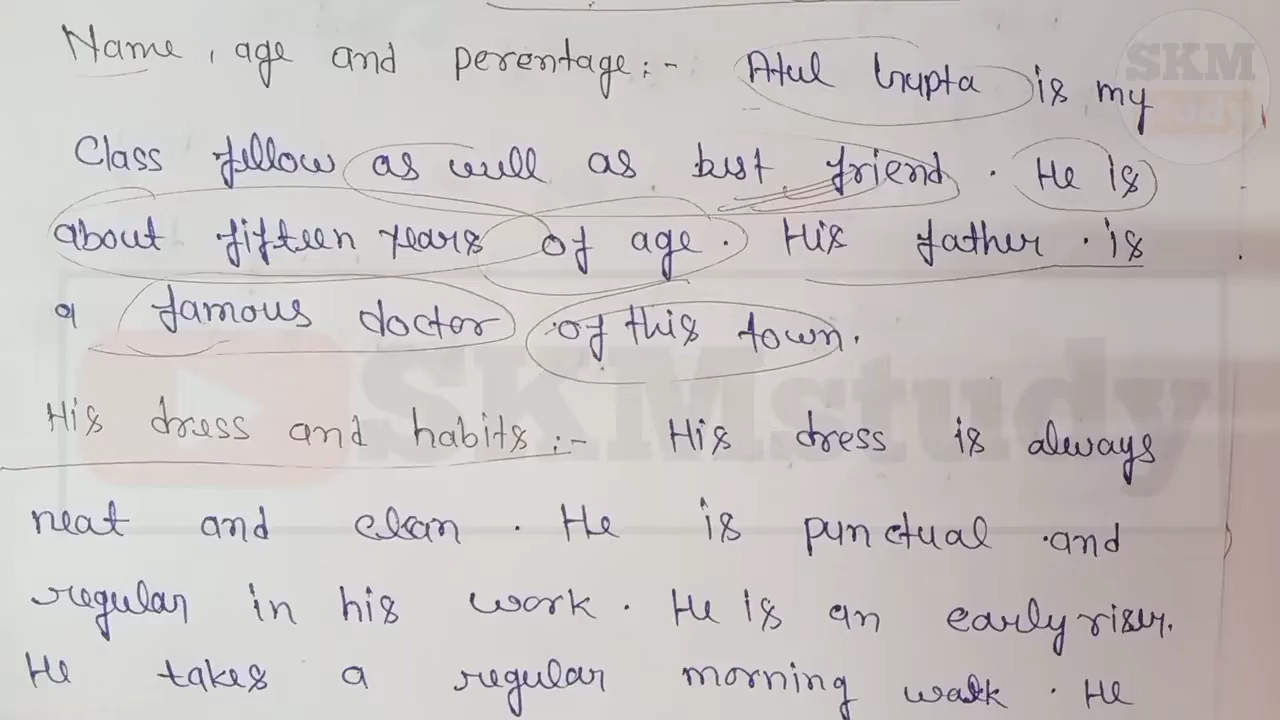 Name , age and perentage :- Atul Gupta is my
Class fellow as well as best friend . He is
about fifteen years of age . His father is
a famous doctor of this town.
His dress and habits :- His dress is always
neat and clean . He is punctual and
regular in his work . He is an early riser.
He takes a regular morning walk . He
SKM
Study
SKMstudy